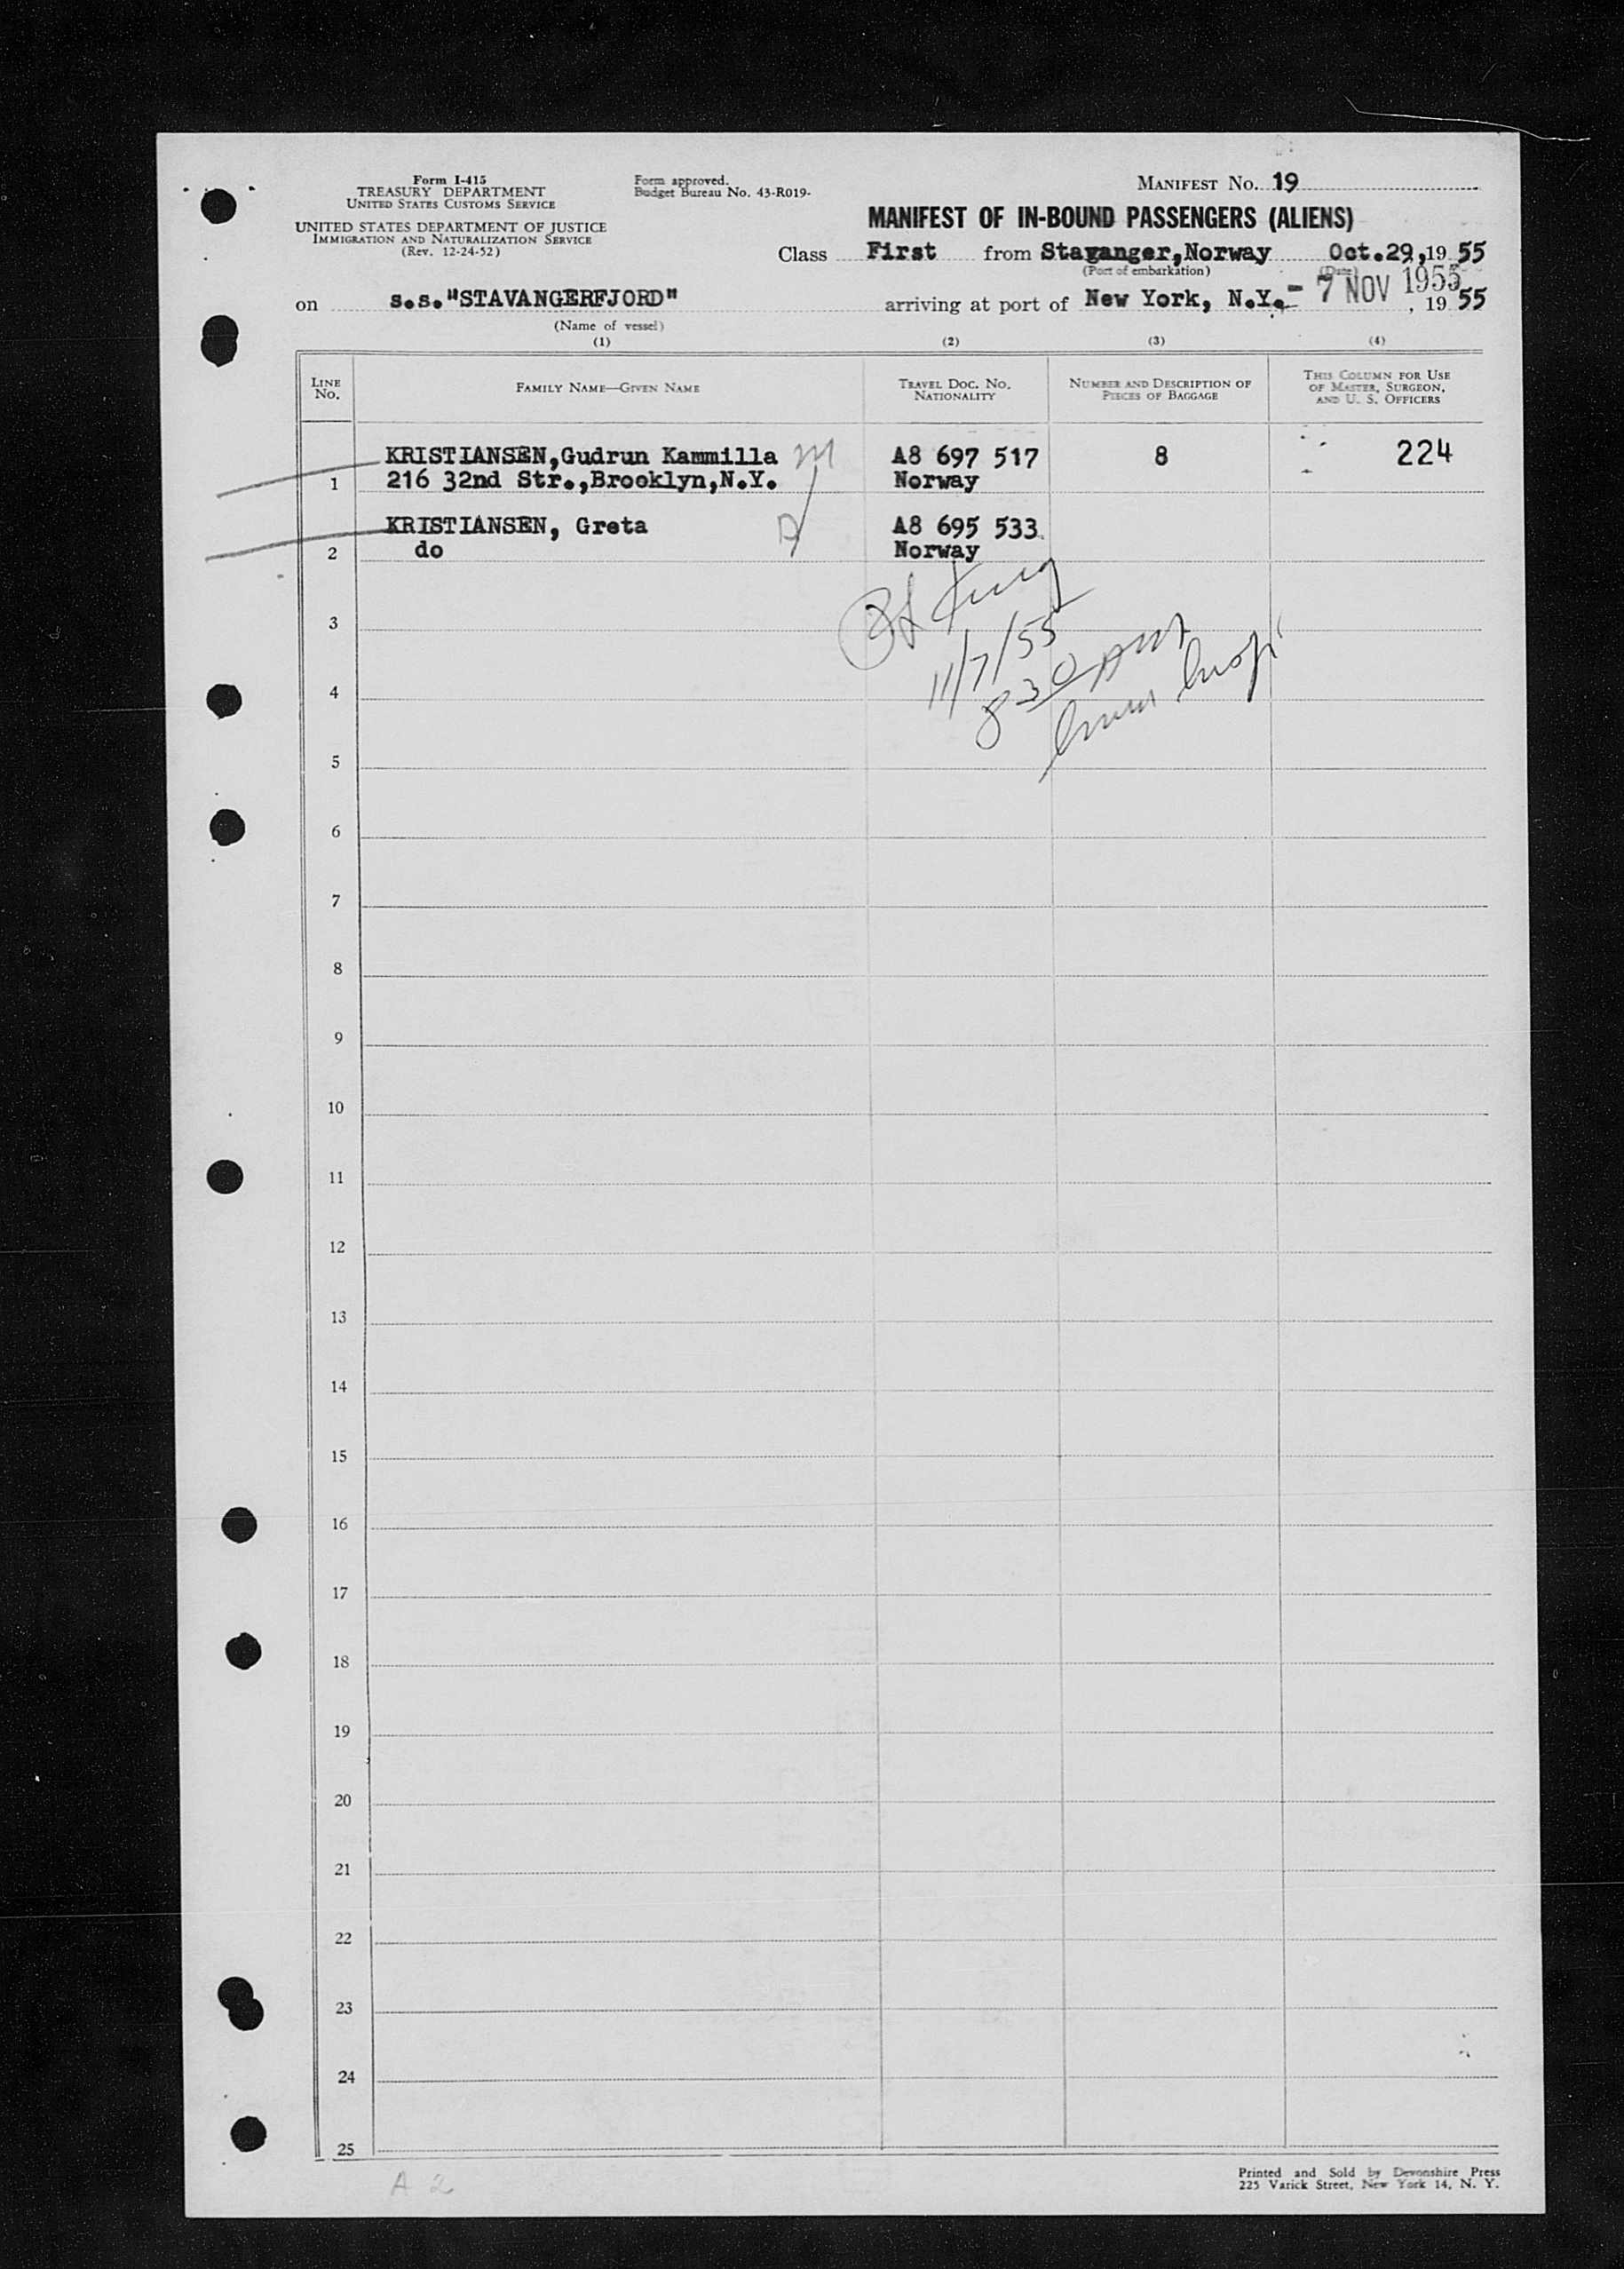 Form I-415
TREASURY DEPARTMENT
UNITED STATES CUSTOMS SERVICE
UNITED STATES DEPARTMENT OF JUSTICE
IMMIGRATION AND NATURALIZATION SERVICE
(Rev. 12-24-52)
Form approved.
Budget Bureau No. 43-R019-
MANIFEST NO. 19
MANIFEST OF IN-BOUND PASSENGERS (ALIENS)
Class First from Stavanger,Norway Oct.29,19 55
(Port of embarkation) (Date)
on s.s."STAVANGERFJORD" arriving at port of New York, N.Y. - 7 NOV 1955, 19 55
(Name of vessel)
(1) (2) (3) (4)
LINE NO. FAMILY NAME—GIVEN NAME TRAVEL DOC. NO. NATIONALITY NUMBER AND DESCRIPTION OF PIECES OF BAGGAGE THIS COLUMN FOR USE OF MASTER, SURGEON, AND U. S. OFFICERS
KRISTIANSEN,Gudrun Kammilla M A8 697 517 8 224
1 216 32nd Str.,Brooklyn,N.Y. Norway
KRISTIANSEN, Greta A8 695 533
2 do Norway
King
3
11/7/55
4
8 30 PM
5
6
7
8
9
10
11
12
13
14
15
16
17
18
19
20
21
22
23
24
25
A 2
Printed and Sold by Devonshire Press
225 Varick Street, New York 14, N. Y.